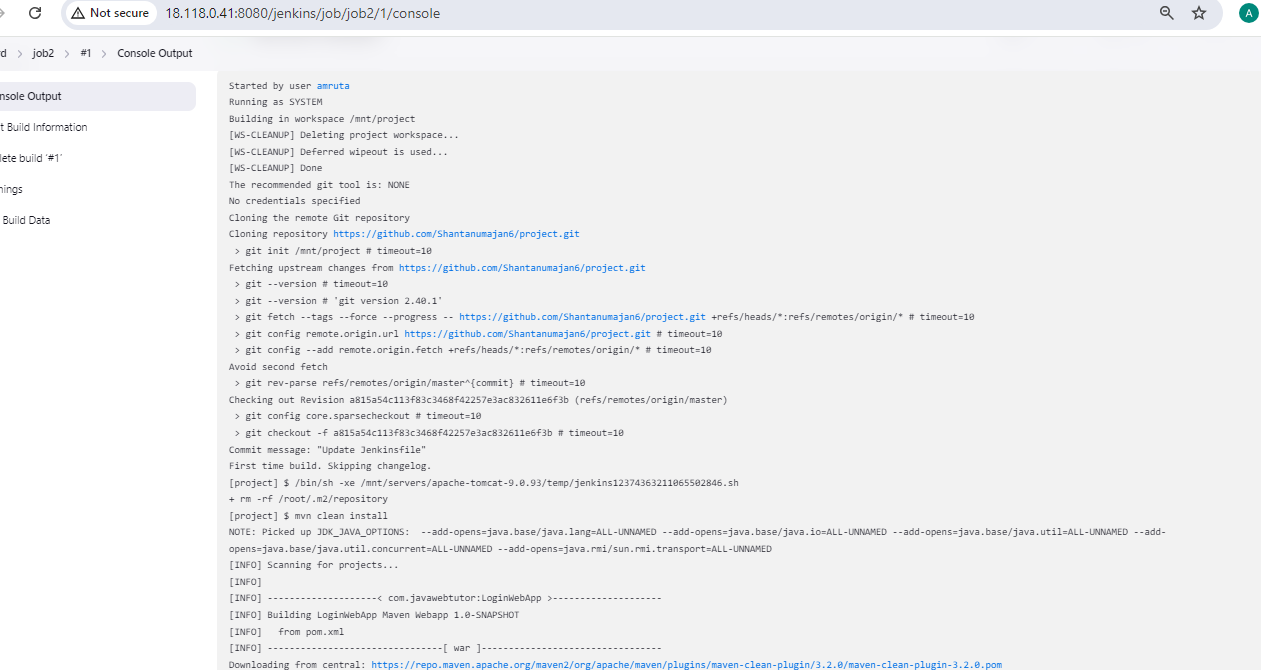 Not secure 18.118.0.41:8080/jenkins/job/job2/1/console
A
rd > job2 > #1 > Console Output
nsole Output
t Build Information
lete build '#1'
nings
Build Data
Started by user amruta
Running as SYSTEM
Building in workspace /mnt/project
[WS-CLEANUP] Deleting project workspace...
[WS-CLEANUP] Deferred wipeout is used...
[WS-CLEANUP] Done
The recommended git tool is: NONE
No credentials specified
Cloning the remote Git repository
Cloning repository https://github.com/Shantanumajan6/project.git
> git init /mnt/project # timeout=10
Fetching upstream changes from https://github.com/Shantanumajan6/project.git
> git --version # timeout=10
> git --version # 'git version 2.40.1'
> git fetch --tags --force --progress -- https://github.com/Shantanumajan6/project.git +refs/heads/*:refs/remotes/origin/* # timeout=10
> git config remote.origin.url https://github.com/Shantanumajan6/project.git # timeout=10
> git config --add remote.origin.fetch +refs/heads/*:refs/remotes/origin/* # timeout=10
Avoid second fetch
> git rev-parse refs/remotes/origin/master^{commit} # timeout=10
Checking out Revision a815a54c113f83c3468f42257e3ac832611e6f3b (refs/remotes/origin/master)
> git config core.sparsecheckout # timeout=10
> git checkout -f a815a54c113f83c3468f42257e3ac832611e6f3b # timeout=10
Commit message: "Update Jenkinsfile"
First time build. Skipping changelog.
[project] $ /bin/sh -xe /mnt/servers/apache-tomcat-9.0.93/temp/jenkins12374363211065502846.sh
+ rm -rf /root/.m2/repository
[project] $ mvn clean install
NOTE: Picked up JDK_JAVA_OPTIONS:  --add-opens=java.base/java.lang=ALL-UNNAMED --add-opens=java.base/java.io=ALL-UNNAMED --add-opens=java.base/java.util=ALL-UNNAMED --add-
opens=java.base/java.util.concurrent=ALL-UNNAMED --add-opens=java.rmi/sun.rmi.transport=ALL-UNNAMED
[INFO] Scanning for projects...
[INFO]
[INFO] --------------------< com.javawebtutor:LoginWebApp >--------------------
[INFO] Building LoginWebApp Maven Webapp 1.0-SNAPSHOT
[INFO]   from pom.xml
[INFO] --------------------------------[ war ]---------------------------------
Downloading from central: https://repo.maven.apache.org/maven2/org/apache/maven/plugins/maven-clean-plugin/3.2.0/maven-clean-plugin-3.2.0.pom